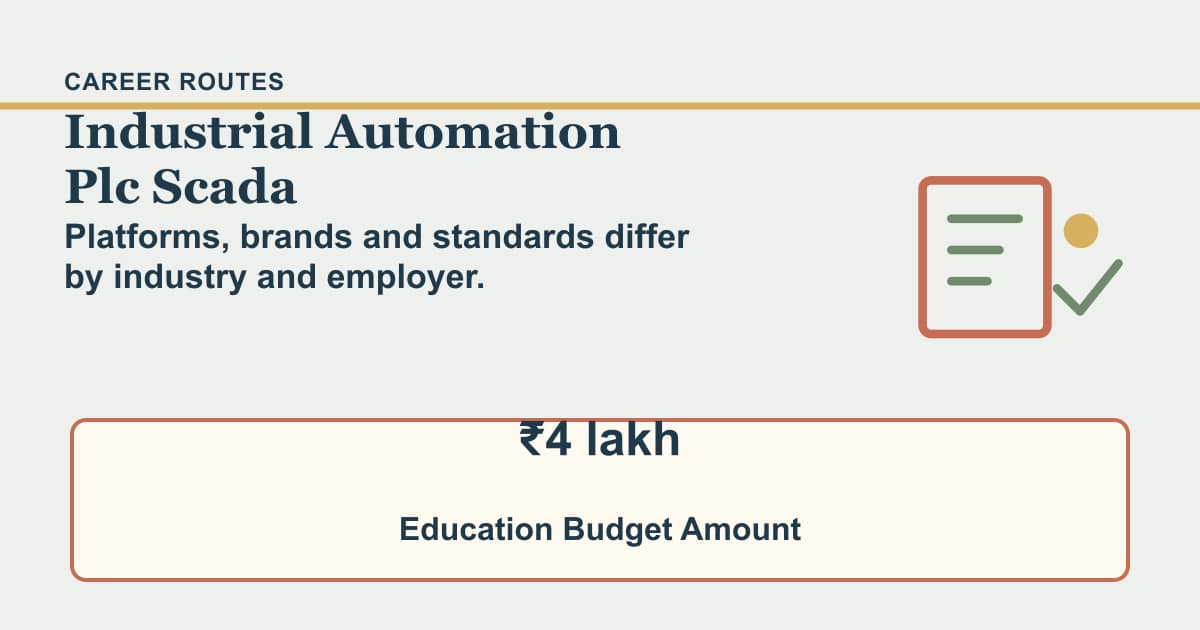 CAREER ROUTES
Industrial Automation
Plc Scada
Platforms, brands and standards differ
by industry and employer.
₹4 lakh
Education Budget Amount